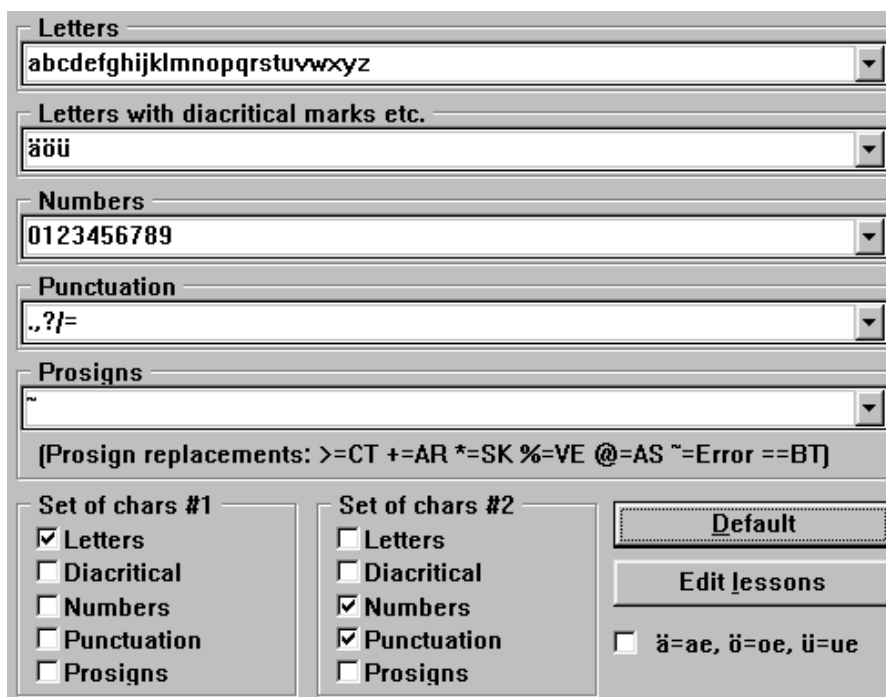 Letters
abcdefghijklmnopqrstuvwxyz
Letters with diacritical marks etc.
äöü
Numbers
0123456789
Punctuation
.,?/=
Prosigns
~
(Prosign replacements: >=CT +=AR *=SK %=VE @=AS ~=Error ==BT)
Set of chars #1
Letters
Diacritical
Numbers
Punctuation
Prosigns
Set of chars #2
Letters
Diacritical
Numbers
Punctuation
Prosigns
Default
Edit lessons
ä=ae, ö=oe, ü=ue